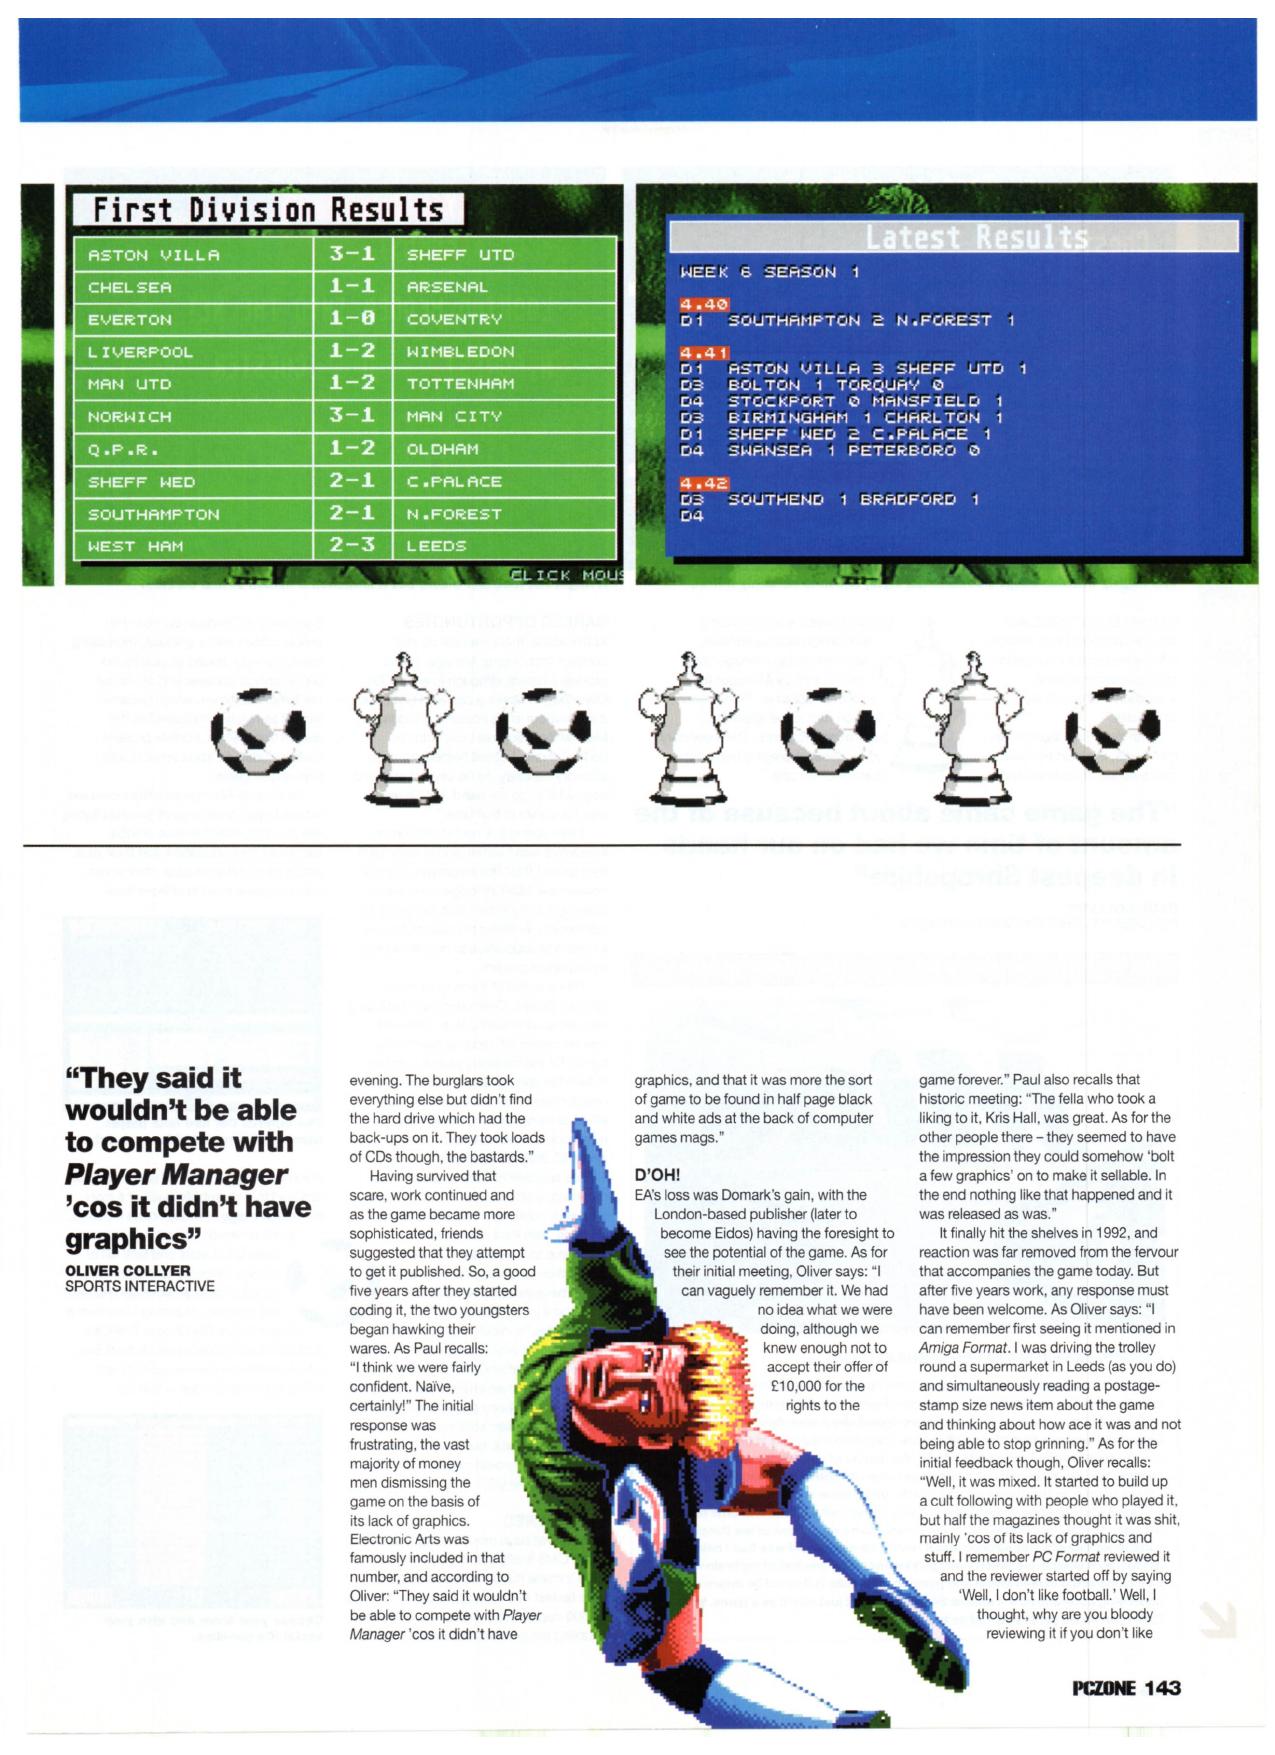 First Division Results
ASTON VILLA 3-1 SHEFF UTD
CHELSEA 1-1 ARSENAL
EVERTON 1-0 COVENTRY
LIVERPOOL 1-2 WIMBLEDON
MAN UTD 1-2 TOTTENHAM
NORWICH 3-1 MAN CITY
Q.P.R. 1-2 OLDHAM
SHEFF WED 2-1 C.PALACE
SOUTHAMPTON 2-1 N.FOREST
WEST HAM 2-3 LEEDS
CLICK MOUS
Latest Results
WEEK 6 SEASON 1
4.40
D1 SOUTHAMPTON 2 N.FOREST 1
4.41
D1 ASTON VILLA 3 SHEFF UTD 1
D3 BOLTON 1 TORQUAY 0
D4 STOCKPORT 0 MANSFIELD 1
D3 BIRMINGHAM 1 CHARLTON 1
D1 SHEFF WED 2 C.PALACE 1
D4 SWANSEA 1 PETERBORO 0
4.42
D3 SOUTHEND 1 BRADFORD 1
D4
“They said it
wouldn’t be able
to compete with
Player Manager
’cos it didn’t have
graphics”
OLIVER COLLYER
SPORTS INTERACTIVE
evening. The burglars took
everything else but didn’t find
the hard drive which had the
back-ups on it. They took loads
of CDs though, the bastards.”
Having survived that
scare, work continued and
as the game became more
sophisticated, friends
suggested that they attempt
to get it published. So, a good
five years after they started
coding it, the two youngsters
began hawking their
wares. As Paul recalls:
“I think we were fairly
confident. Naïve,
certainly!” The initial
response was
frustrating, the vast
majority of money
men dismissing the
game on the basis of
its lack of graphics.
Electronic Arts was
famously included in that
number, and according to
Oliver: “They said it wouldn’t
be able to compete with Player
Manager ’cos it didn’t have
graphics, and that it was more the sort
of game to be found in half page black
and white ads at the back of computer
games mags.”
D’OH!
EA’s loss was Domark’s gain, with the
London-based publisher (later to
become Eidos) having the foresight to
see the potential of the game. As for
their initial meeting, Oliver says: “I
can vaguely remember it. We had
no idea what we were
doing, although we
knew enough not to
accept their offer of
£10,000 for the
rights to the
game forever.” Paul also recalls that
historic meeting: “The fella who took a
liking to it, Kris Hall, was great. As for the
other people there – they seemed to have
the impression they could somehow ‘bolt
a few graphics’ on to make it sellable. In
the end nothing like that happened and it
was released as was.”
It finally hit the shelves in 1992, and
reaction was far removed from the fervour
that accompanies the game today. But
after five years work, any response must
have been welcome. As Oliver says: “I
can remember first seeing it mentioned in
Amiga Format. I was driving the trolley
round a supermarket in Leeds (as you do)
and simultaneously reading a postage-
stamp size news item about the game
and thinking about how ace it was and not
being able to stop grinning.” As for the
initial feedback though, Oliver recalls:
“Well, it was mixed. It started to build up
a cult following with people who played it,
but half the magazines thought it was shit,
mainly ’cos of its lack of graphics and
stuff. I remember PC Format reviewed it
and the reviewer started off by saying
‘Well, I don’t like football.’ Well, I
thought, why are you bloody
reviewing it if you don’t like
PCZONE 143